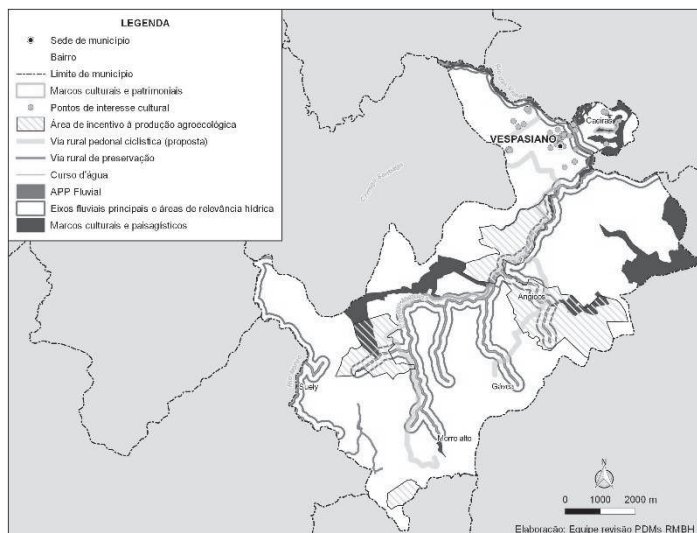 LEGENDA
Sede de município
Bairro
Limite de município
Marcos culturais e patrimoniais
Pontos de interesse cultural
Área de incentivo à produção agroecológica
Via rural pedonal ciclística (proposta)
Via rural de preservação
Curso d'água
APP Fluvial
Eixos fluviais principais e áreas de relevância hídrica
Marcos culturais e paisagísticos
Caeiras
VESPASIANO
Angicos
Suely
Gávea
Morro alto
N
0 1000 2000 m
Elaboração: Equipe revisão PDMs RMBH